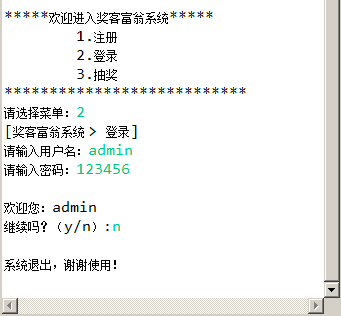 *****欢迎进入奖客富翁系统*****
1.注册
2.登录
3.抽奖
***************************
请选择菜单：2
[奖客富翁系统 > 登录]
请输入用户名：admin
请输入密码：123456
欢迎您：admin
继续吗？（y/n）:n
系统退出，谢谢使用！